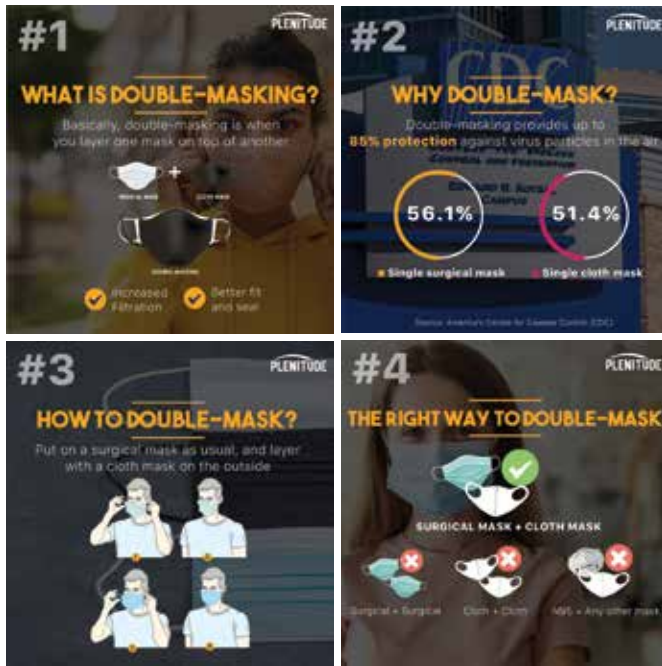 #1
PLENITUDE
WHAT IS DOUBLE-MASKING?
Basically, double-masking is when
you layer one mask on top of another
+
CLOTH MASK
Increased
Filtration
Better fit
and seal
#2
PLENITUDE
CDC
WHY DOUBLE-MASK?
Double-masking provides up to
85% protection against virus particles in the air
CAMPUS
56.1%
51.4%
Single surgical mask
Single cloth mask
Source: America's Center for Disease Control (CDC)
#3
PLENITUDE
HOW TO DOUBLE-MASK?
Put on a surgical mask as usual, and layer
with a cloth mask on the outside
#4
PLENITUDE
THE RIGHT WAY TO DOUBLE-MASK
SURGICAL MASK + CLOTH MASK
Surgical + Surgical
Cloth + Cloth
N95 + Any other mask